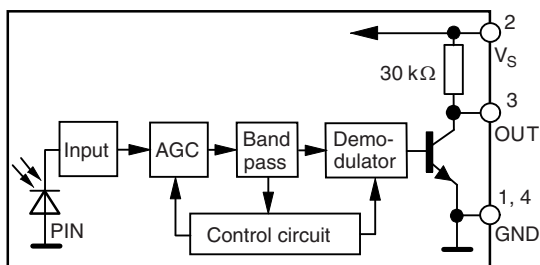 2
V_S
30 kΩ
3
OUT
Input
AGC
Band
pass
Demo-
dulator
1, 4
GND
PIN
Control circuit